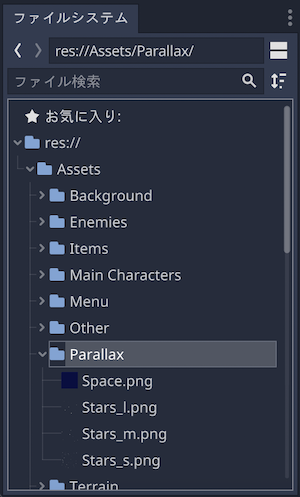 ファイルシステム
res://Assets/Parallax/
ファイル検索
お気に入り:
res://
Assets
Background
Enemies
Items
Main Characters
Menu
Other
Parallax
Space.png
Stars_l.png
Stars_m.png
Stars_s.png
Terrain